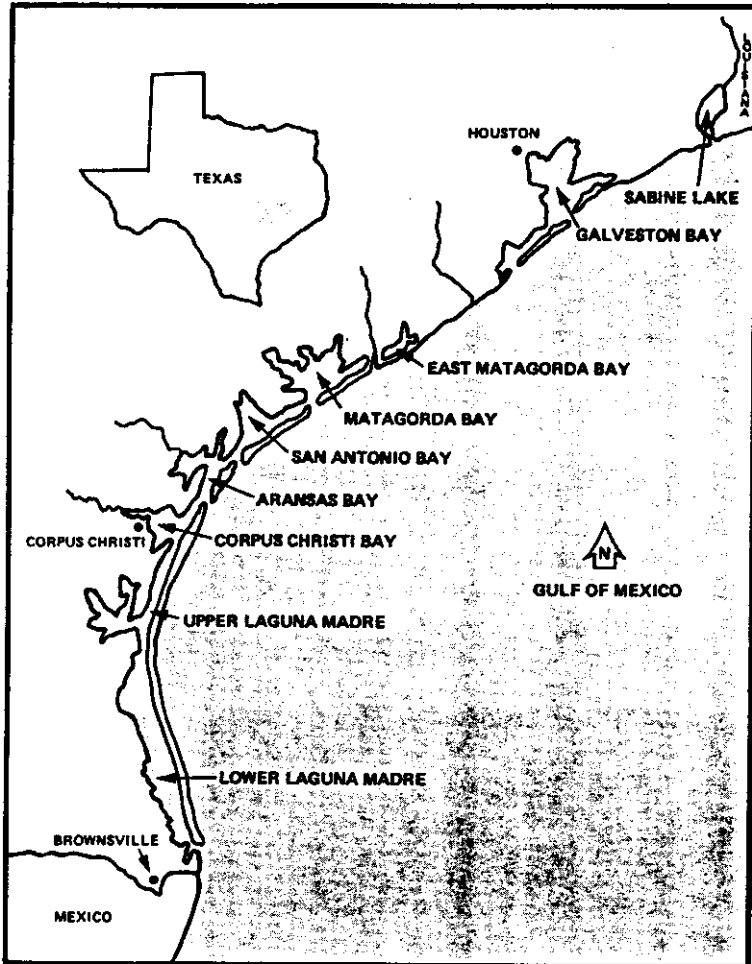 LOUISIANA
HOUSTON
TEXAS
SABINE LAKE
GALVESTON BAY
EAST MATAGORDA BAY
MATAGORDA BAY
SAN ANTONIO BAY
ARANSAS BAY
CORPUS CHRISTI
CORPUS CHRISTI BAY
N
GULF OF MEXICO
UPPER LAGUNA MADRE
LOWER LAGUNA MADRE
BROWNSVILLE
MEXICO